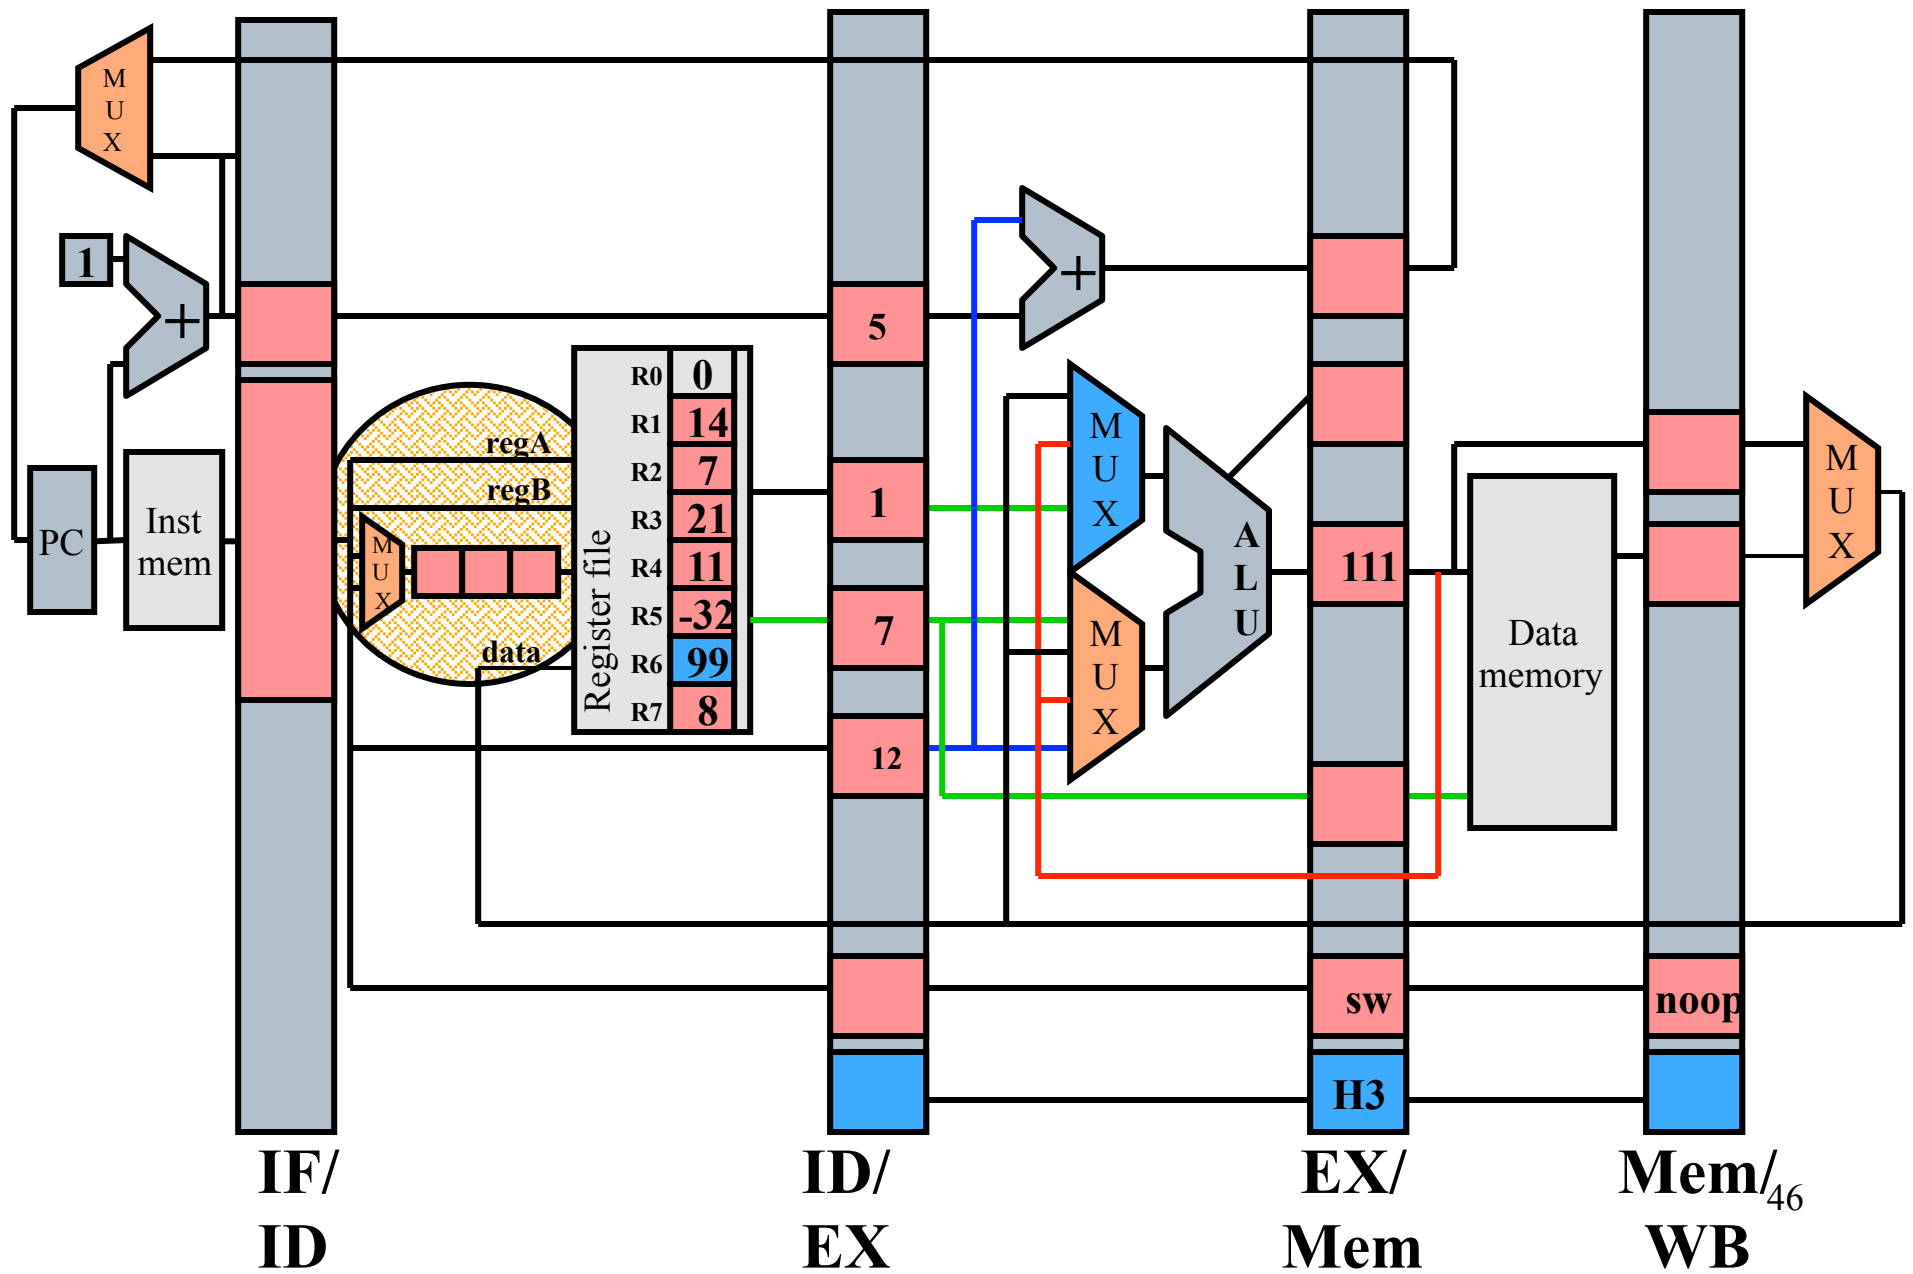 M
U
X
1
+
PC
Inst
mem
regA
regB
M
U
X
data
Register file
R0 0
R1 14
R2 7
R3 21
R4 11
R5 -32
R6 99
R7 8
5
1
7
12
+
M
U
X
M
U
X
A
L
U
111
Data
memory
M
U
X
sw
noop
H3
IF/
ID
ID/
EX
EX/
Mem
Mem/
WB
46